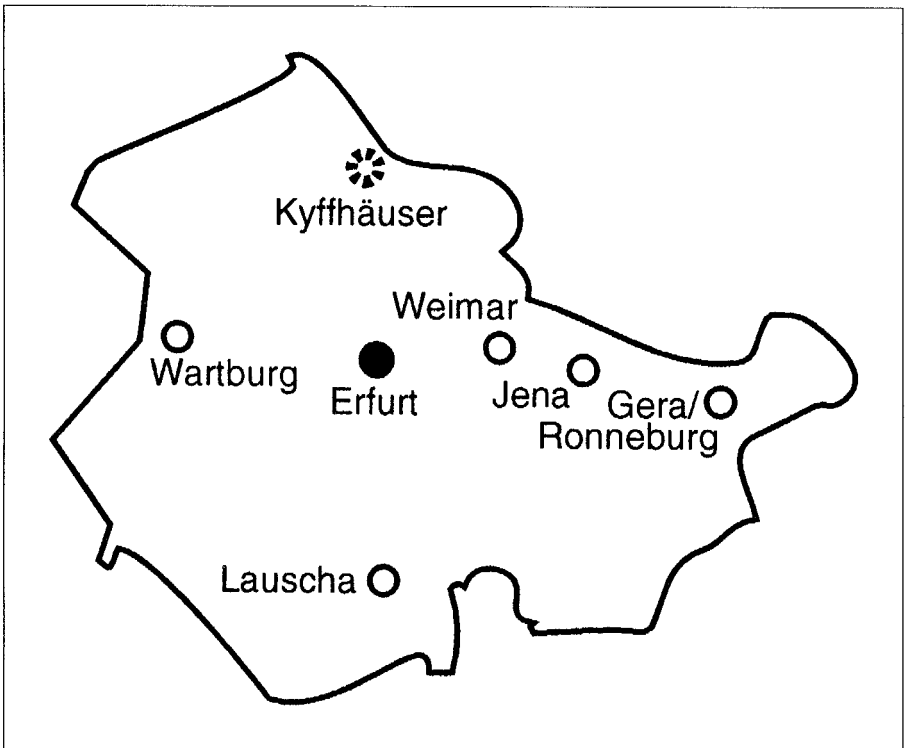 Kyffhäuser
Weimar
Wartburg
Erfurt
Jena
Gera/
Ronneburg
Lauscha